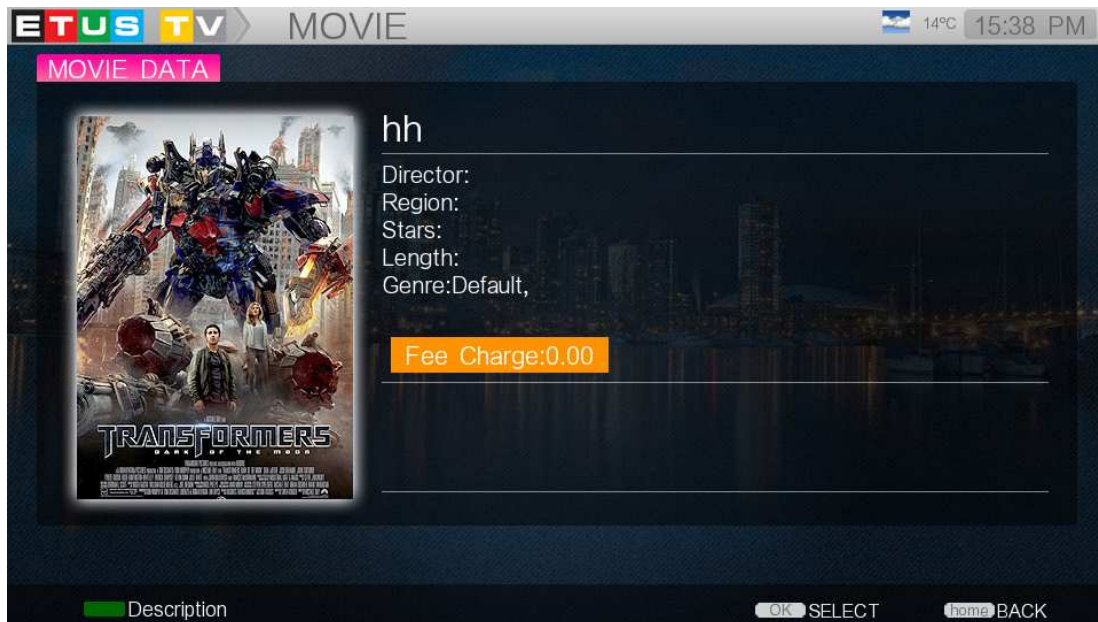 ETUS TV MOVIE 14°C 15:38 PM
MOVIE DATA
hh
Director:
Region:
Stars:
Length:
Genre:Default,
Fee Charge:0.00
TRANSFORMERS
DARK OF THE MOON
Description OK SELECT home BACK